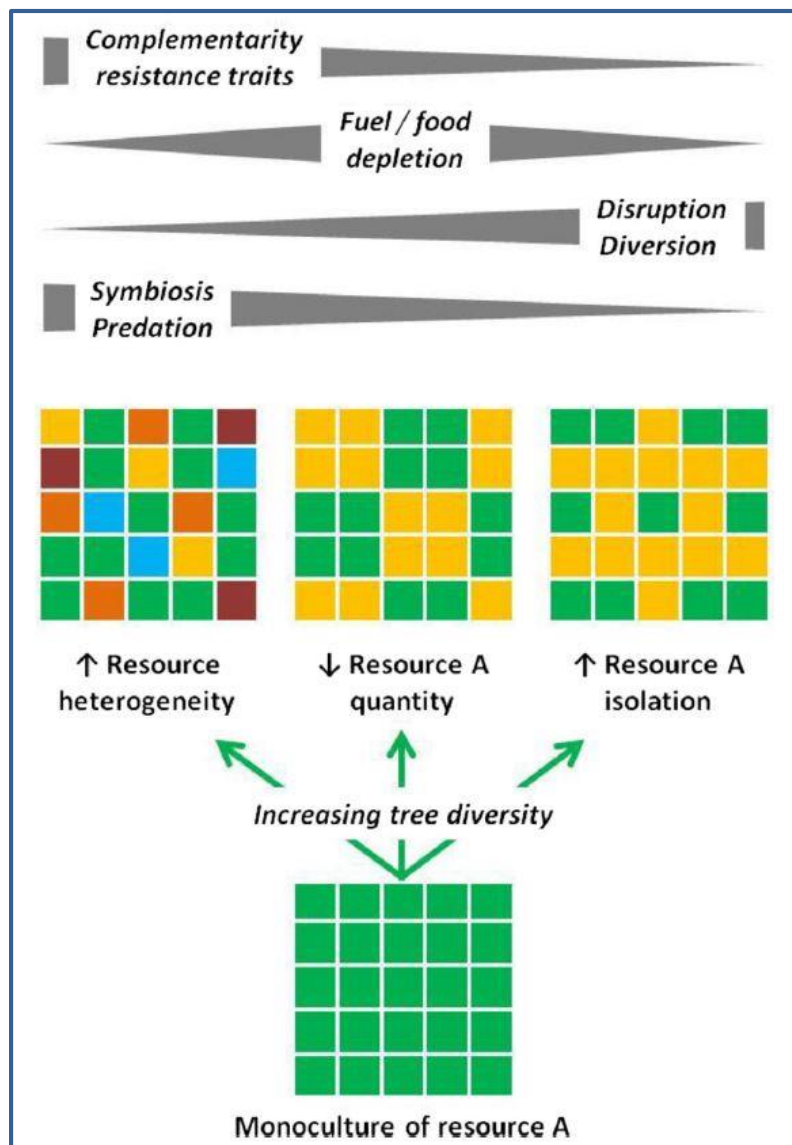 Complementarity
resistance traits
Fuel / food
depletion
Disruption
Diversion
Symbiosis
Predation
↑ Resource
heterogeneity
↓ Resource A
quantity
↑ Resource A
isolation
Increasing tree diversity
Monoculture of resource A